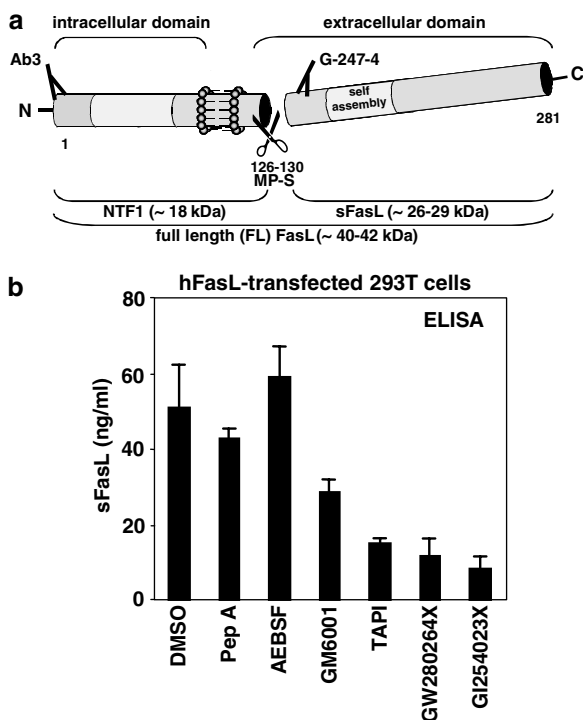 a
intracellular domain
extracellular domain
Ab3
G-247-4
C
N
self
assembly
1
281
126-130
MP-S
NTF1 (~ 18 kDa)
sFasL (~ 26-29 kDa)
full length (FL) FasL (~ 40-42 kDa)
b
hFasL-transfected 293T cells
ELISA
sFasL (ng/ml)
80
60
40
20
0
DMSO
Pep A
AEBSF
GM6001
TAPI
GW280264X
GI254023X